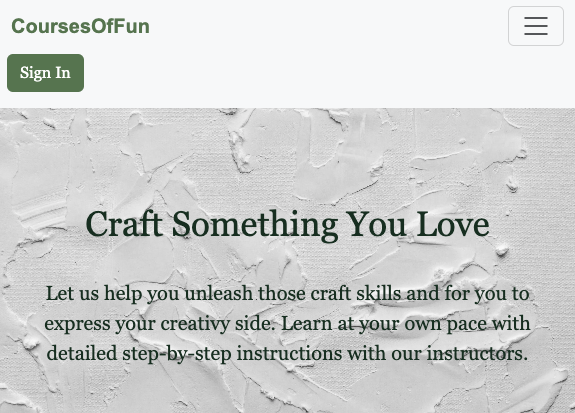 CoursesOfFun
Sign In
Craft Something You Love
Let us help you unleash those craft skills and for you to
express your creativy side. Learn at your own pace with
detailed step-by-step instructions with our instructors.